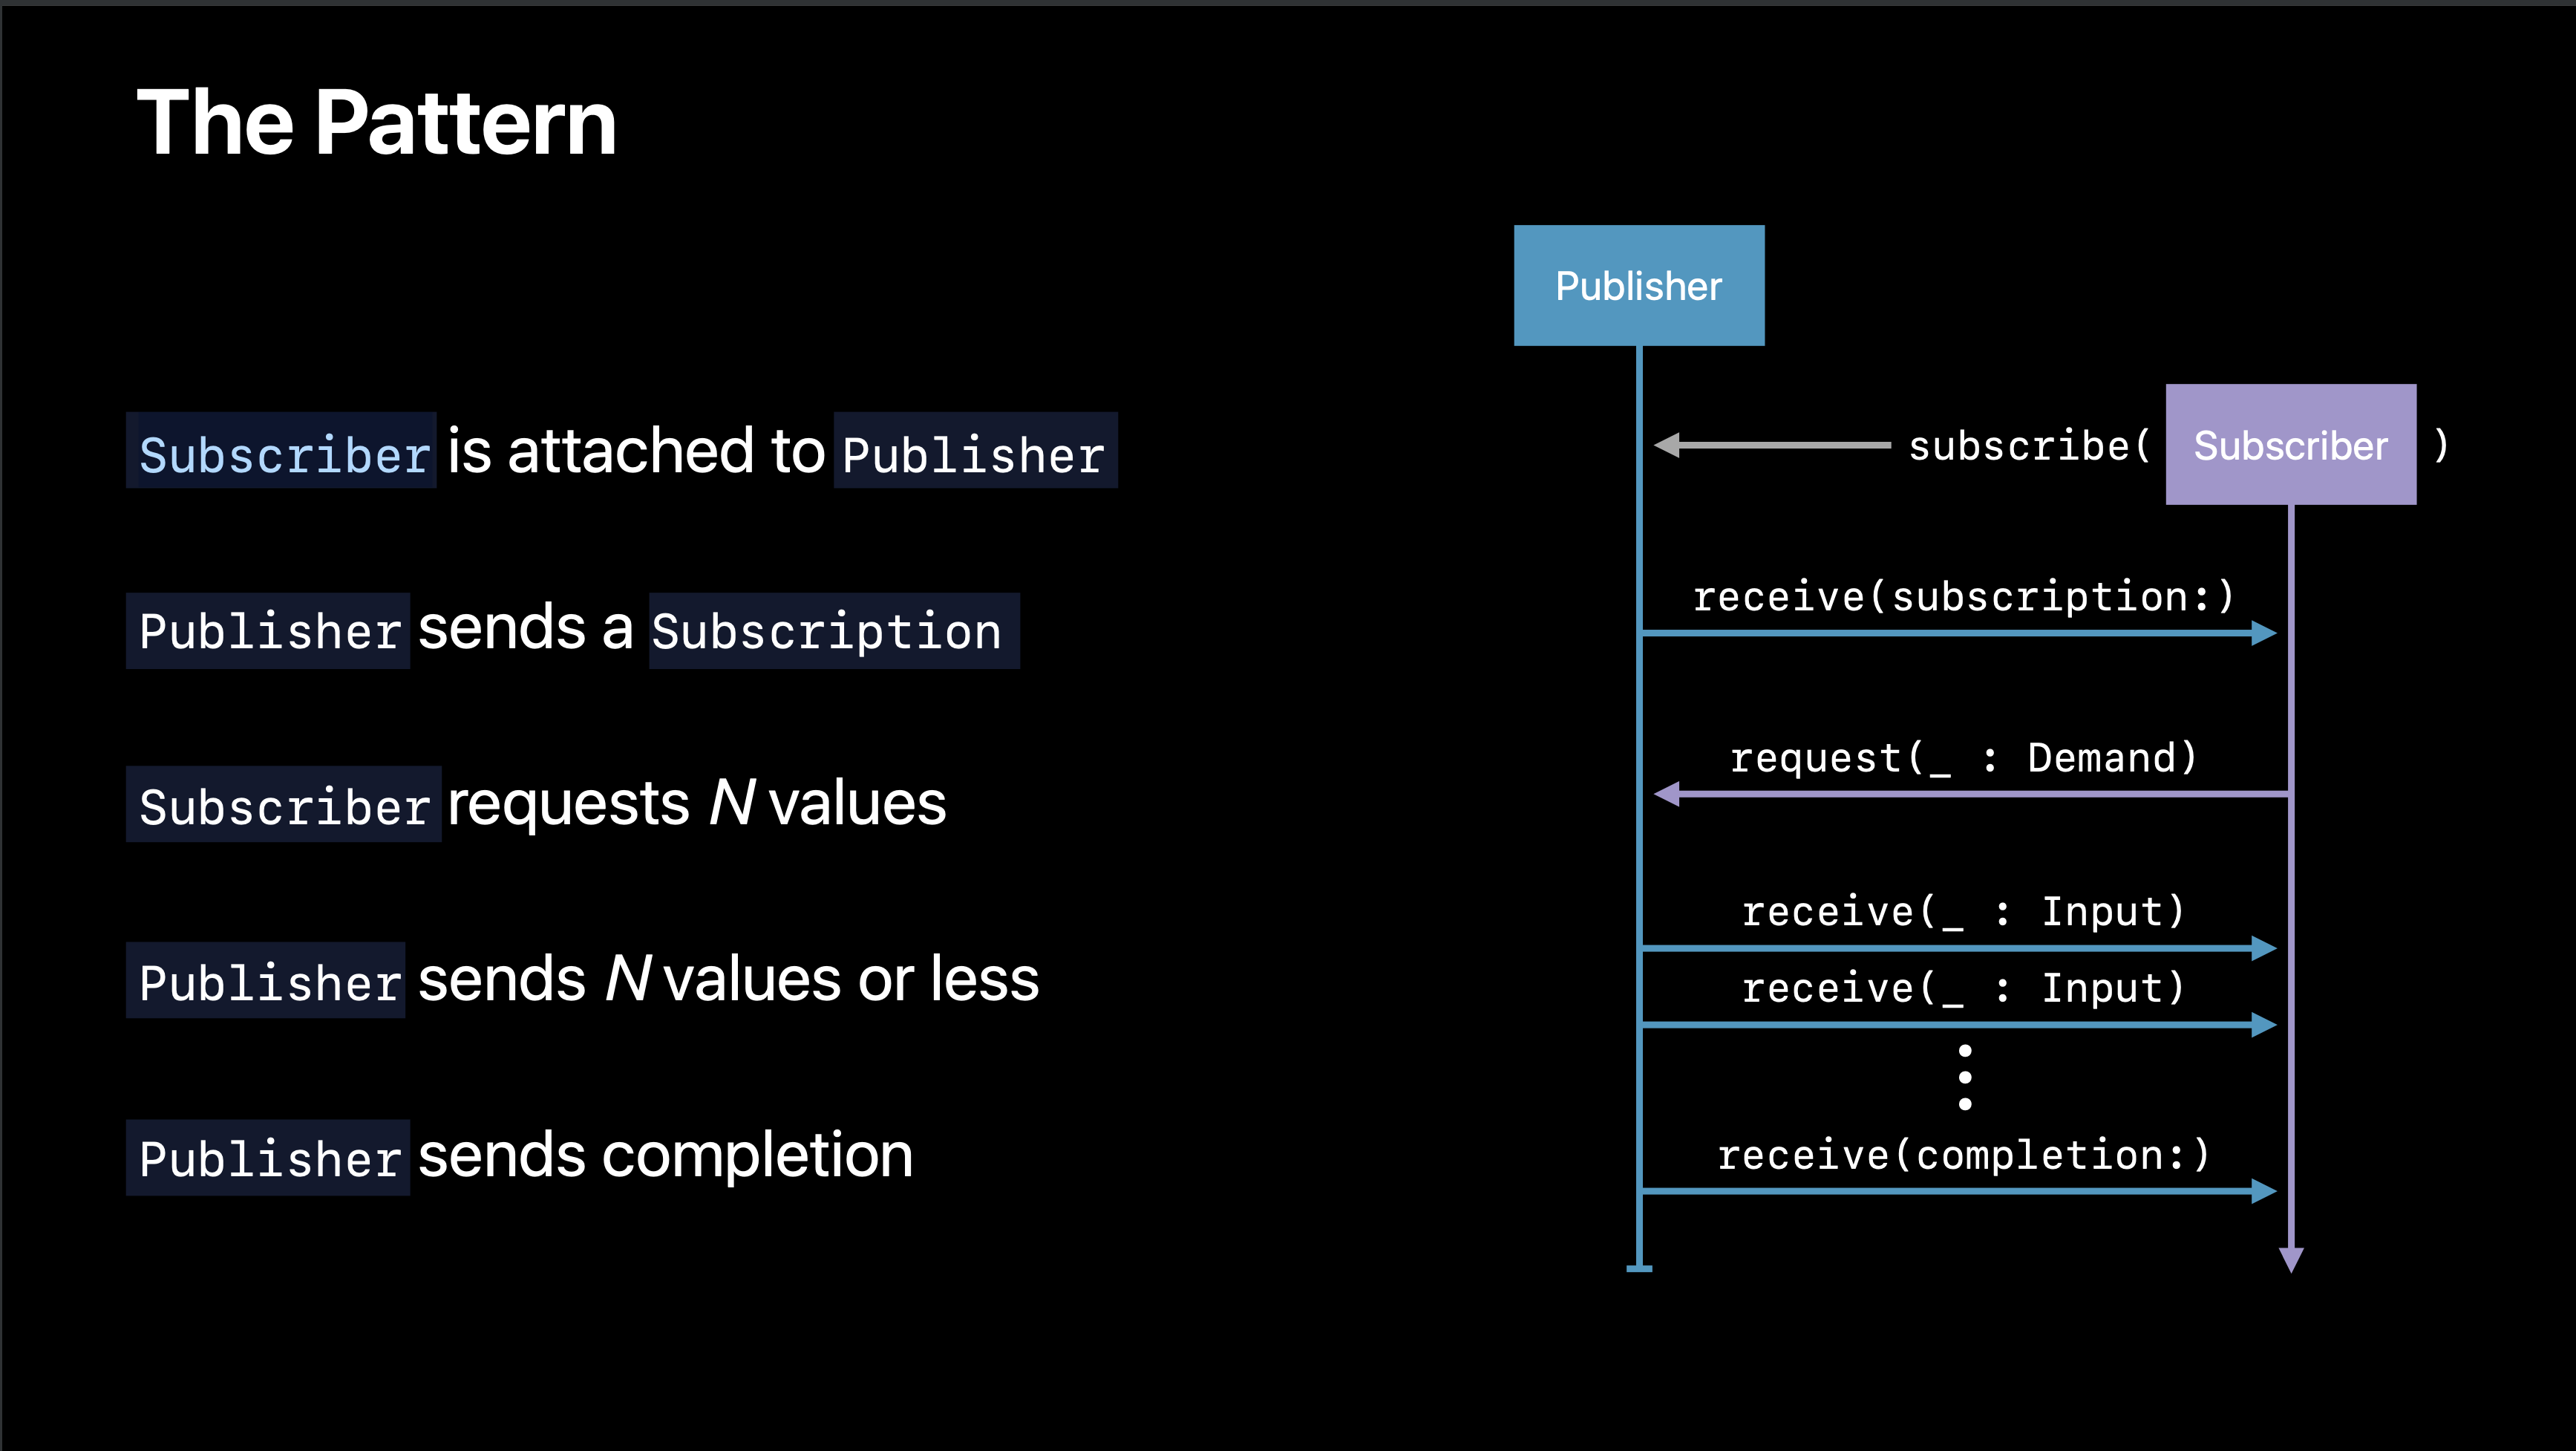 The Pattern
Subscriber is attached to Publisher
Publisher sends a Subscription
Subscriber requests N values
Publisher sends N values or less
Publisher sends completion
Publisher
subscribe( Subscriber )
receive(subscription:)
request(_ : Demand)
receive(_ : Input)
receive(_ : Input)
receive(completion:)